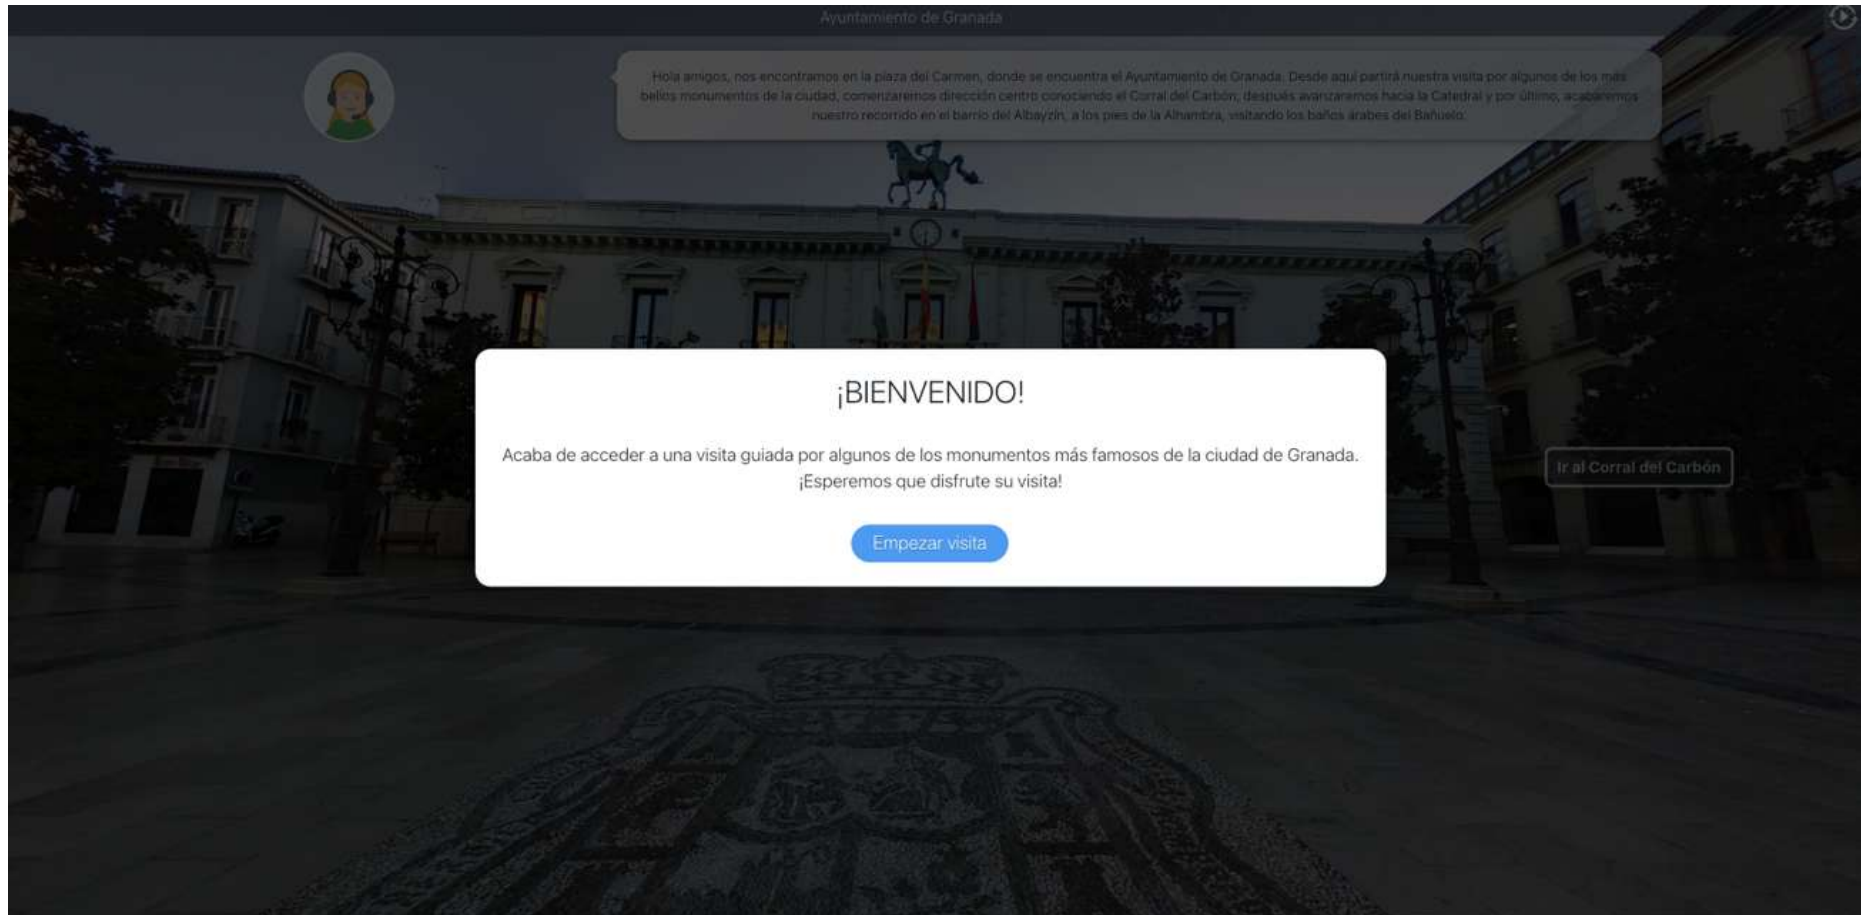 Ayuntamiento de Granada
Hola amigos, nos encontramos en la plaza del Carmen, donde se encuentra el Ayuntamiento de Granada. Desde aquí partirá nuestra visita por algunos de los más
bellos monumentos de la ciudad, comenzaremos dirección centro conociendo el Corral del Carbón, después avanzaremos hacia la Catedral y por último, acabaremos
nuestro recorrido en el barrio del Albayzín, a los pies de la Alhambra, visitando los baños árabes del Bañuelo.
¡BIENVENIDO!
Acaba de acceder a una visita guiada por algunos de los monumentos más famosos de la ciudad de Granada.
¡Esperemos que disfrute su visita!
Ir al Corral del Carbón
Empezar visita